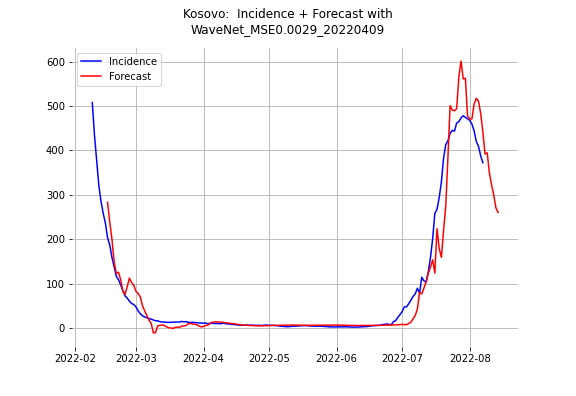 Kosovo:  Incidence + Forecast with
WaveNet_MSE0.0029_20220409
Incidence
Forecast
600
500
400
300
200
100
0
2022-02 2022-03 2022-04 2022-05 2022-06 2022-07 2022-08